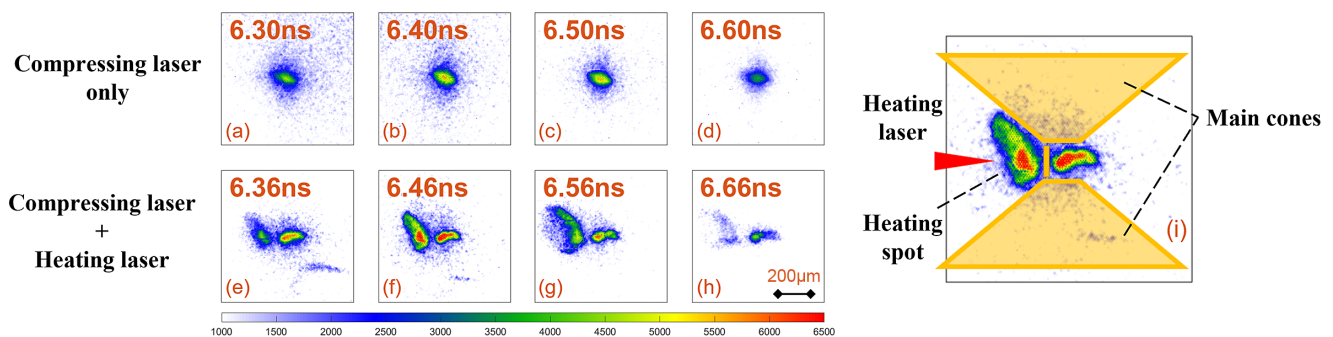 Compressing laser
only
6.30ns
(a)
6.40ns
(b)
6.50ns
(c)
6.60ns
(d)
Compressing laser
+
Heating laser
6.36ns
(e)
6.46ns
(f)
6.56ns
(g)
6.66ns
200μm
(h)
1000 1500 2000 2500 3000 3500 4000 4500 5000 5500 6000 6500
Heating
laser
Heating
spot
Main cones
(i)